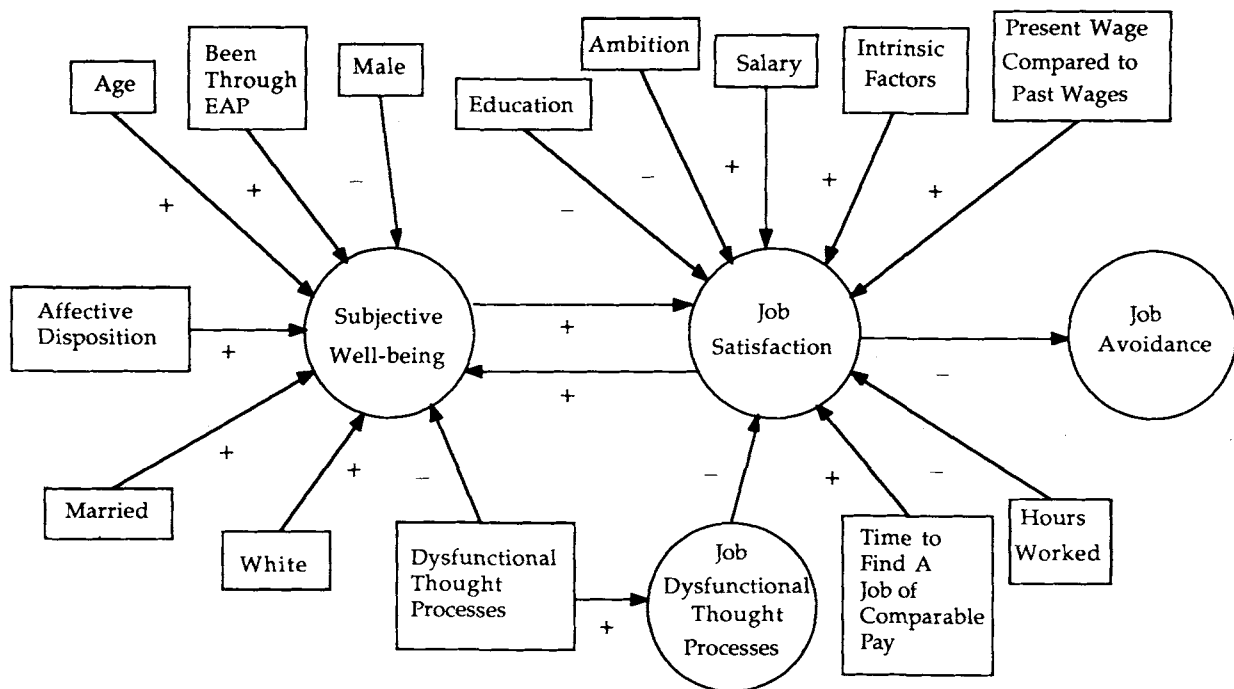 Age
Been
Through
EAP
Male
Education
Ambition
Salary
Intrinsic
Factors
Present Wage
Compared to
Past Wages
+
+
−
−
−
+
+
+
Affective
Disposition
+
Subjective
Well-being
+
+
Job
Satisfaction
−
Job
Avoidance
+
+
−
−
+
−
Married
White
Dysfunctional
Thought
Processes
+
Job
Dysfunctional
Thought
Processes
Time to
Find A
Job of
Comparable
Pay
Hours
Worked